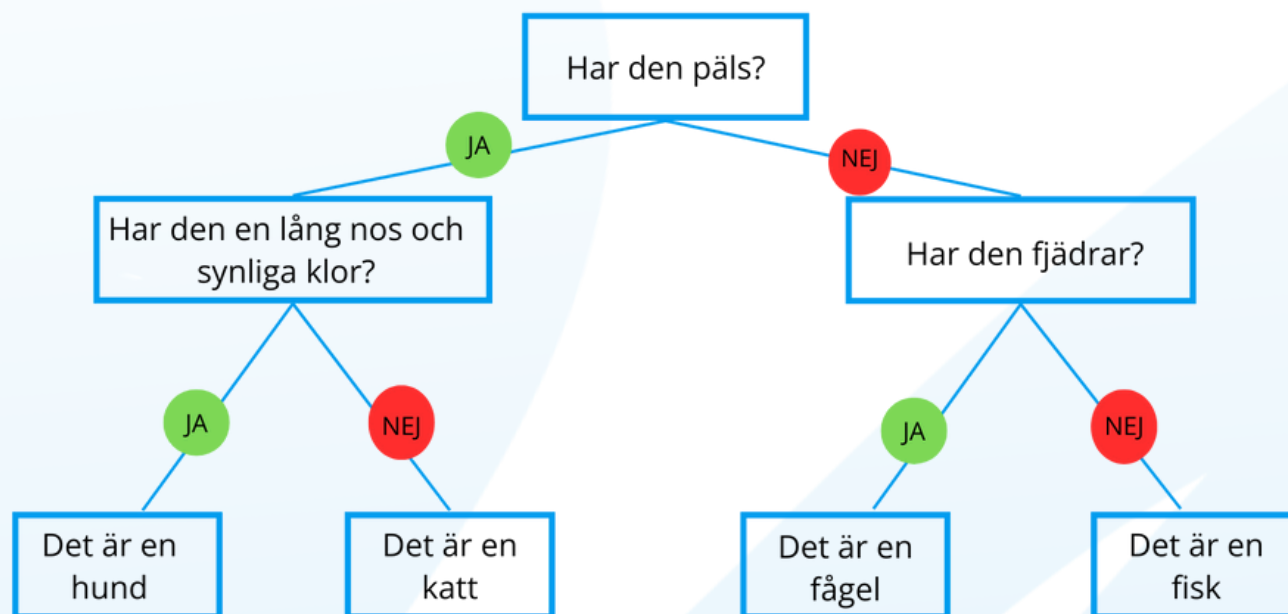 Har den päls?
JA
NEJ
Har den en lång nos och
synliga klor?
Har den fjädrar?
JA
NEJ
JA
NEJ
Det är en
hund
Det är en
katt
Det är en
fågel
Det är en
fisk